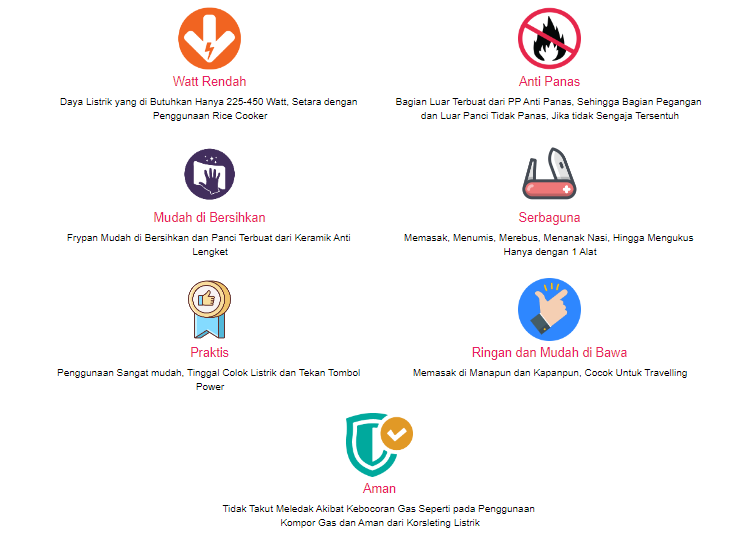 Watt Rendah
Daya Listrik yang di Butuhkan Hanya 225-450 Watt, Setara dengan
Penggunaan Rice Cooker
Anti Panas
Bagian Luar Terbuat dari PP Anti Panas, Sehingga Bagian Pegangan
dan Luar Panci Tidak Panas, Jika tidak Sengaja Tersentuh
Mudah di Bersihkan
Frypan Mudah di Bersihkan dan Panci Terbuat dari Keramik Anti
Lengket
Serbaguna
Memasak, Menumis, Merebus, Menanak Nasi, Hingga Mengukus
Hanya dengan 1 Alat
Praktis
Penggunaan Sangat mudah, Tinggal Colok Listrik dan Tekan Tombol
Power
Ringan dan Mudah di Bawa
Memasak di Manapun dan Kapanpun, Cocok Untuk Travelling
Aman
Tidak Takut Meledak Akibat Kebocoran Gas Seperti pada Penggunaan
Kompor Gas dan Aman dari Korsleting Listrik